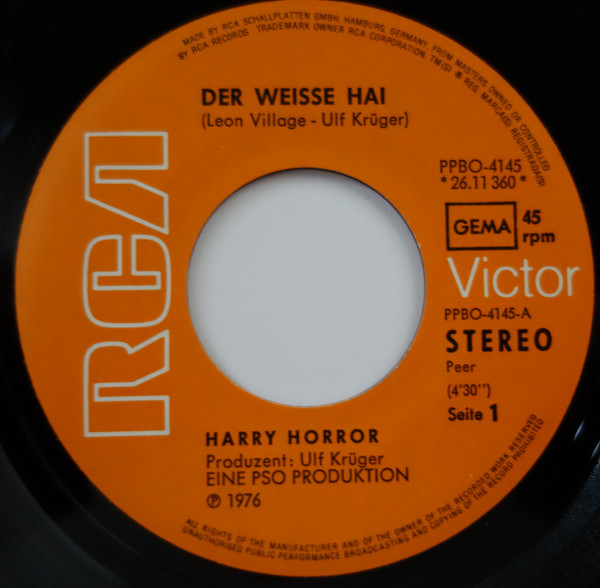 MADE BY RCA SCHALLPLATTEN GMBH, HAMBURG, GERMANY, FROM MASTERS OWNED OR CONTROLLED
BY RCA RECORDS TRADEMARK OWNER RCA CORPORATION, TM(S) ® REG. MARCA(S) REGISTRADA(S)
DER WEISSE HAI
(Leon Village - Ulf Krüger)
RCA
PPBO-4145
* 26.11 360 *
GEMA
45
rpm
Victor
PPBO-4145-A
STEREO
Peer
(4'30'')
Seite 1
HARRY HORROR
Produzent: Ulf Krüger
EINE PSO PRODUKTION
℗ 1976
ALL RIGHTS OF THE MANUFACTURER AND OF THE OWNER OF THE RECORDED WORK RESERVED
UNAUTHORISED PUBLIC PERFORMANCE BROADCASTING AND COPYING OF THE RECORD PROHIBITED